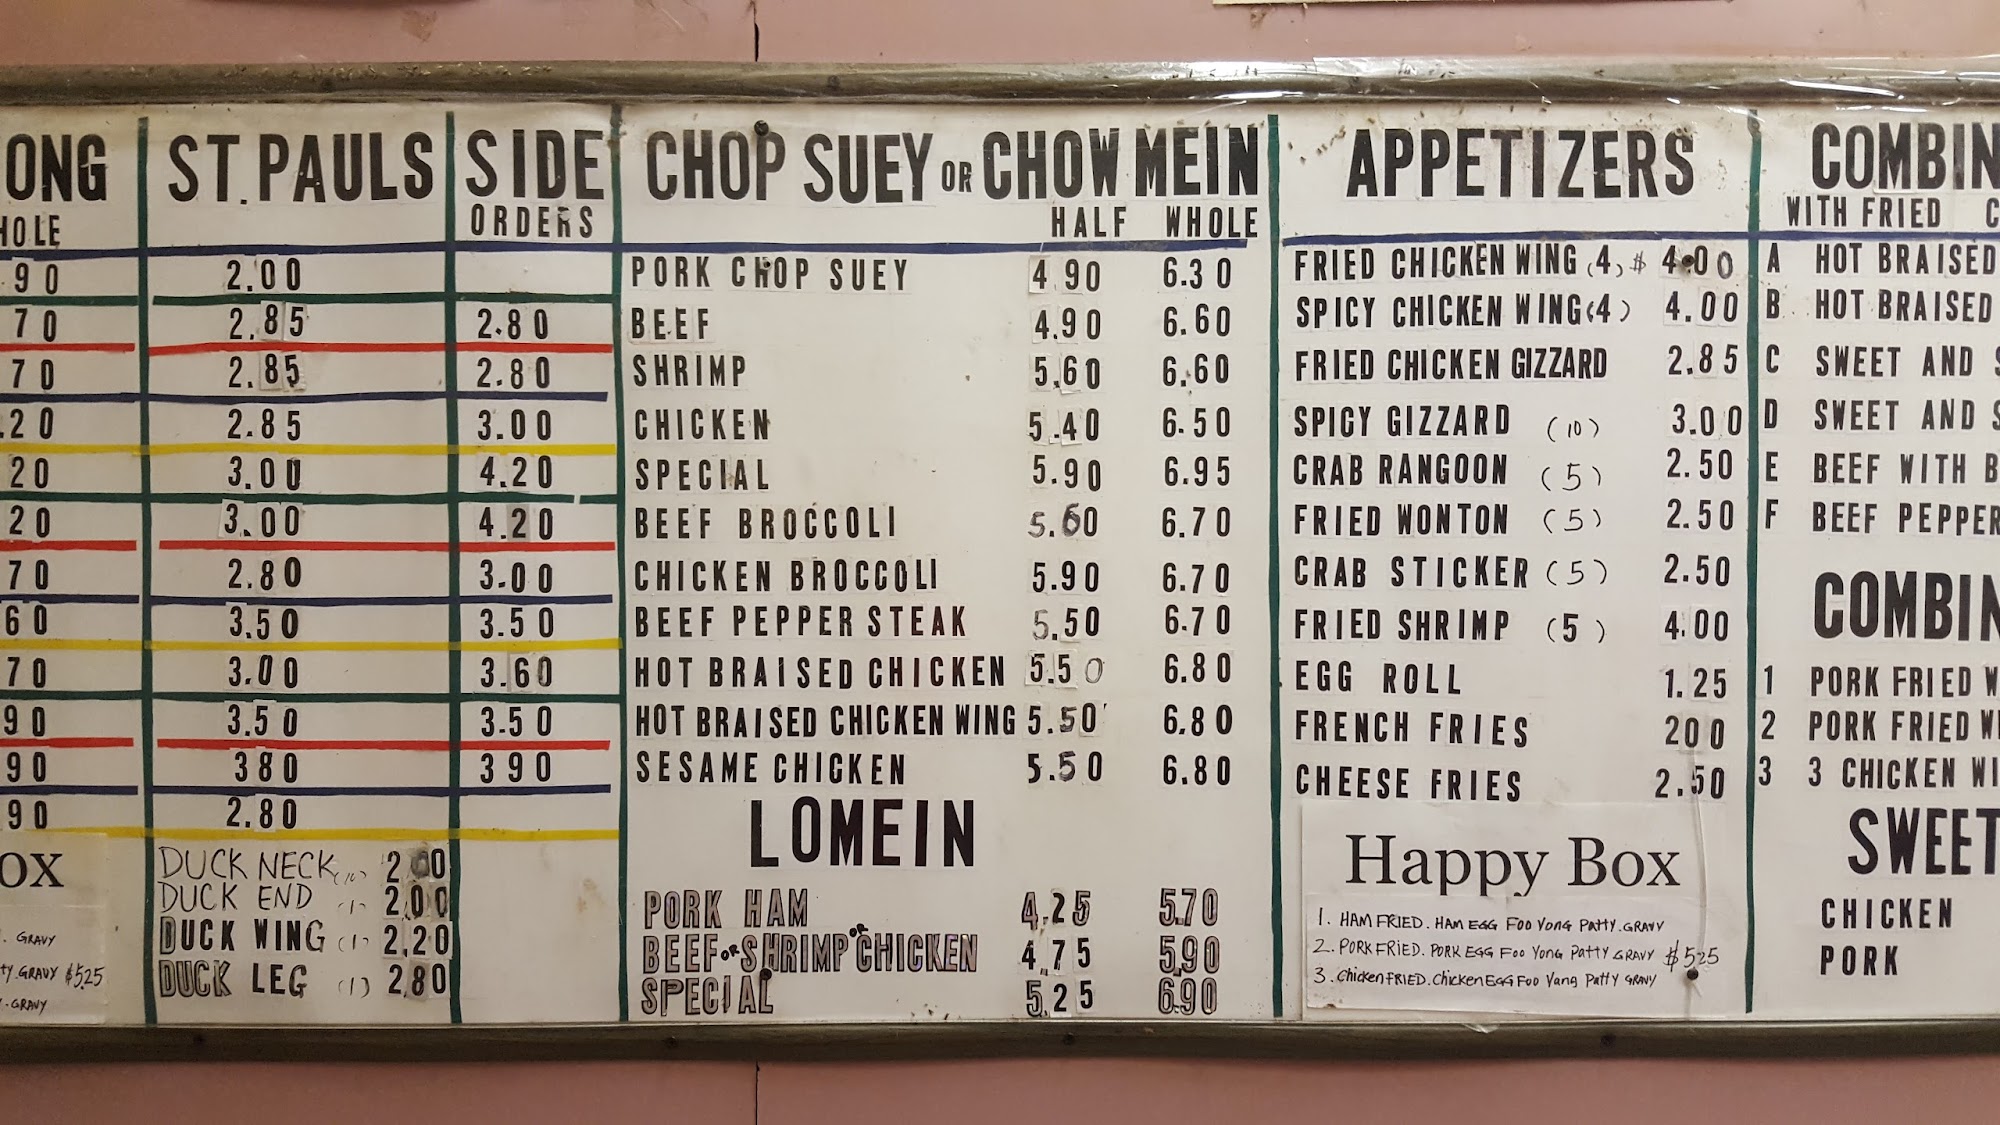 ONG
HOLE
90
70
70
.20
20
20
70
60
70
90
90
90
OX
. GRAVY
TY.GRAVY $5.25
.GRAVY
ST. PAULS
2.00
2.85
2.85
2.85
3.00
3.00
2.80
3.50
3.00
3.50
380
2.80
DUCK NECK 2.00
DUCK END (1) 2.00
DUCK WING (1) 2.20
DUCK LEG (1) 2.80
SIDE
ORDERS
2.80
2.80
3.00
4.20
4.20
3.00
3.50
3.60
3.50
390
CHOP SUEY OR CHOW MEIN
HALF WHOLE
PORK CHOP SUEY 4.90 6.30
BEEF 4.90 6.60
SHRIMP 5.60 6.60
CHICKEN 5.40 6.50
SPECIAL 5.90 6.95
BEEF BROCCOLI 5.60 6.70
CHICKEN BROCCOLI 5.90 6.70
BEEF PEPPER STEAK 5.50 6.70
HOT BRAISED CHICKEN 5.50 6.80
HOT BRAISED CHICKEN WING 5.50 6.80
SESAME CHICKEN 5.50 6.80
LOMEIN
PORK HAM 4.25 5.70
BEEF OR SHRIMP OR CHICKEN 4.75 5.90
SPECIAL 5.25 6.90
APPETIZERS
FRIED CHICKEN WING (4) $ 4.00
SPICY CHICKEN WING (4) 4.00
FRIED CHICKEN GIZZARD 2.85
SPICY GIZZARD (10) 3.00
CRAB RANGOON (5) 2.50
FRIED WONTON (5) 2.50
CRAB STICKER (5) 2.50
FRIED SHRIMP (5) 4.00
EGG ROLL 1.25
FRENCH FRIES 200
CHEESE FRIES 2.50
Happy Box
1. HAM FRIED. HAM EGG FOO YONG PATTY.GRAVY
2. PORK FRIED. PORK EGG FOO YONG PATTY GRAVY $5.25
3. Chicken FRIED. Chicken EGG FOO YANG PATTY GRAVY
COMBIN
WITH FRIED C
A HOT BRAISED
B HOT BRAISED
C SWEET AND S
D SWEET AND S
E BEEF WITH B
F BEEF PEPPER
COMBIN
1 PORK FRIED W
2 PORK FRIED WI
3 3 CHICKEN WI
SWEET
CHICKEN
PORK